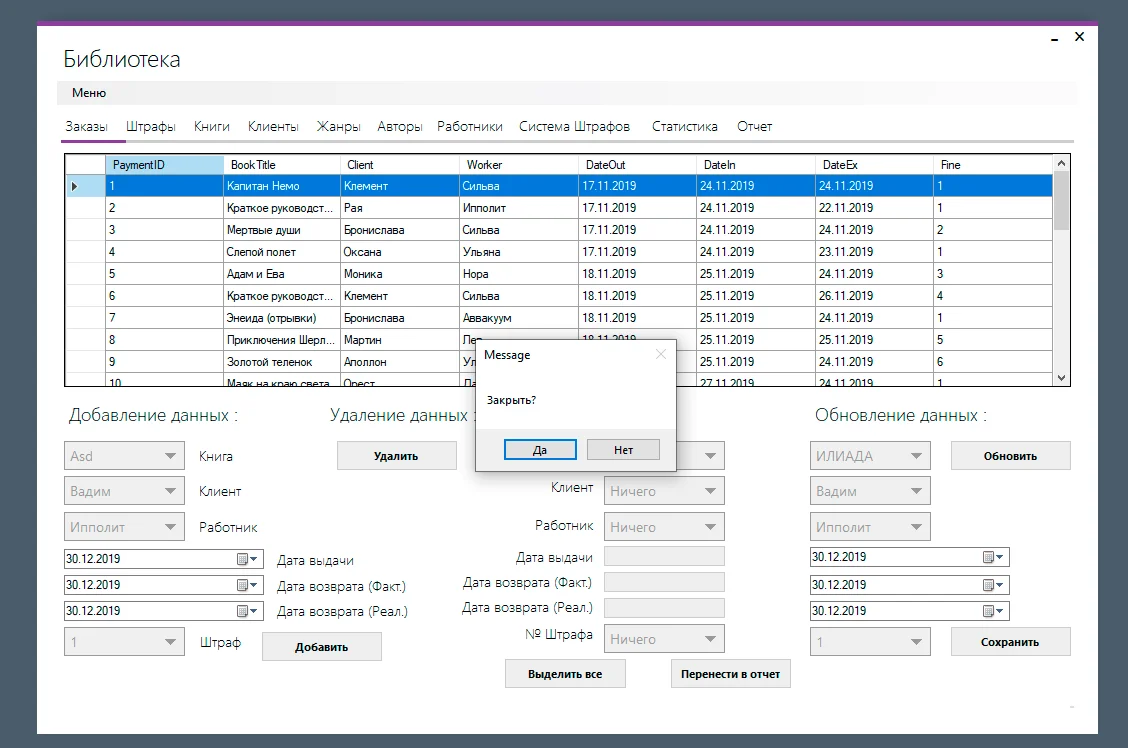 Библиотека
Меню
Заказы Штрафы Книги Клиенты Жанры Авторы Работники Система Штрафов Статистика Отчет
PaymentID BookTitle Client Worker DateOut DateIn DateEx Fine
1 Капитан Немо Клемент Сильва 17.11.2019 24.11.2019 24.11.2019 1
2 Краткое руководст... Рая Ипполит 17.11.2019 24.11.2019 22.11.2019 1
3 Мертвые души Бронислава Сильва 17.11.2019 24.11.2019 24.11.2019 2
4 Слепой полет Оксана Ульяна 17.11.2019 24.11.2019 23.11.2019 1
5 Адам и Ева Моника Нора 18.11.2019 25.11.2019 24.11.2019 3
6 Краткое руководст... Клемент Сильва 18.11.2019 25.11.2019 26.11.2019 4
7 Энеида (отрывки) Бронислава Аввакуум 18.11.2019 25.11.2019 24.11.2019 1
8 Приключения Шерл... Мартин 18.11.2019 25.11.2019 25.11.2019 5
9 Золотой теленок Аполлон 25.11.2019 24.11.2019 6
10 Маяк на краю света Орест 27.11.2019 24.11.2019 1
Message
Закрыть?
Да Нет
Добавление данных :
Asd Книга
Вадим Клиент
Ипполит Работник
30.12.2019 Дата выдачи
30.12.2019 Дата возврата (Факт.)
30.12.2019 Дата возврата (Реал.)
1 Штраф Добавить
Удаление данных :
Удалить
Клиент Ничего
Работник Ничего
Дата выдачи
Дата возврата (Факт.)
Дата возврата (Реал.)
№ Штрафа Ничего
Выделить все Перенести в отчет
Обновление данных :
ИЛИАДА Обновить
Вадим
Ипполит
30.12.2019
30.12.2019
30.12.2019
1 Сохранить